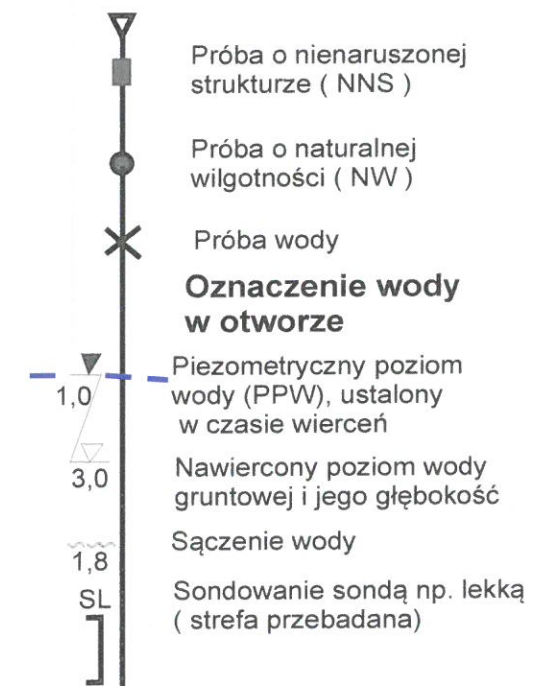 Próba o nienaruszonej
strukturze ( NNS )
Próba o naturalnej
wilgotności ( NW )
Próba wody
Oznaczenie wody
w otworze
Piezometryczny poziom
1,0 wody (PPW), ustalony
w czasie wierceń
Nawiercony poziom wody
3,0 gruntowej i jego głębokość
Sączenie wody
1,8
SL Sondowanie sondą np. lekką
( strefa przebadana)